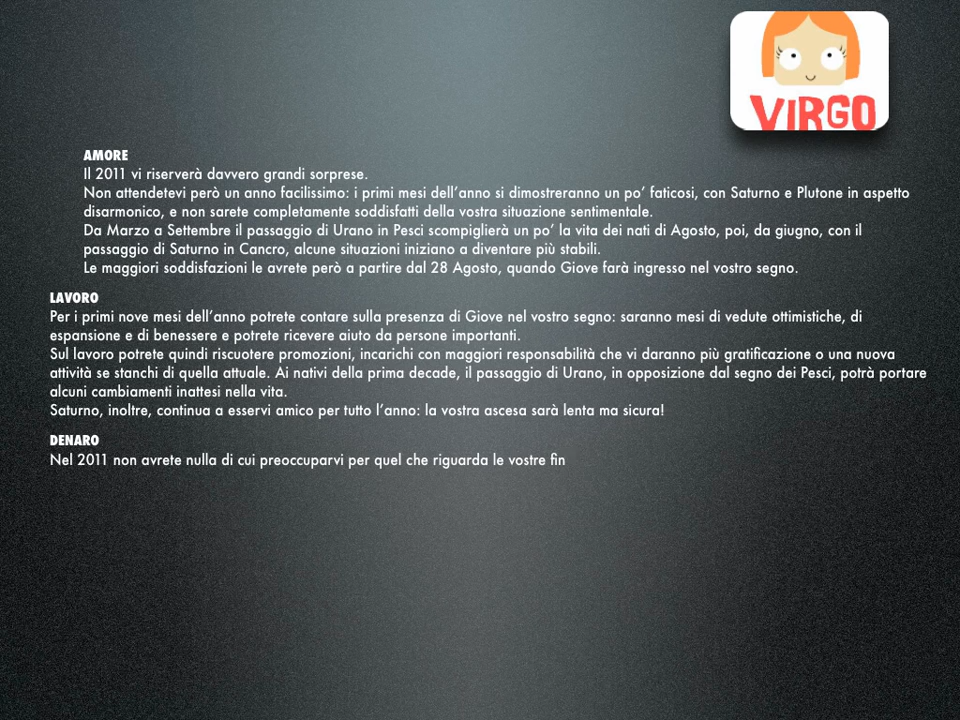 VIRGO
AMORE
Il 2011 vi riserverà davvero grandi sorprese.
Non attendetevi però un anno facilissimo: i primi mesi dell’anno si dimostreranno un po’ faticosi, con Saturno e Plutone in aspetto
disarmonico, e non sarete completamente soddisfatti della vostra situazione sentimentale.
Da Marzo a Settembre il passaggio di Urano in Pesci scompiglierà un po’ la vita dei nati di Agosto, poi, da giugno, con il
passaggio di Saturno in Cancro, alcune situazioni iniziano a diventare più stabili.
Le maggiori soddisfazioni le avrete però a partire dal 28 Agosto, quando Giove farà ingresso nel vostro segno.
LAVORO
Per i primi nove mesi dell’anno potrete contare sulla presenza di Giove nel vostro segno: saranno mesi di vedute ottimistiche, di
espansione e di benessere e potrete ricevere aiuto da persone importanti.
Sul lavoro potrete quindi riscuotere promozioni, incarichi con maggiori responsabilità che vi daranno più gratificazione o una nuova
attività se stanchi di quella attuale. Ai nativi della prima decade, il passaggio di Urano, in opposizione dal segno dei Pesci, potrà portare
alcuni cambiamenti inattesi nella vita.
Saturno, inoltre, continua a esservi amico per tutto l’anno: la vostra ascesa sarà lenta ma sicura!
DENARO
Nel 2011 non avrete nulla di cui preoccuparvi per quel che riguarda le vostre fin